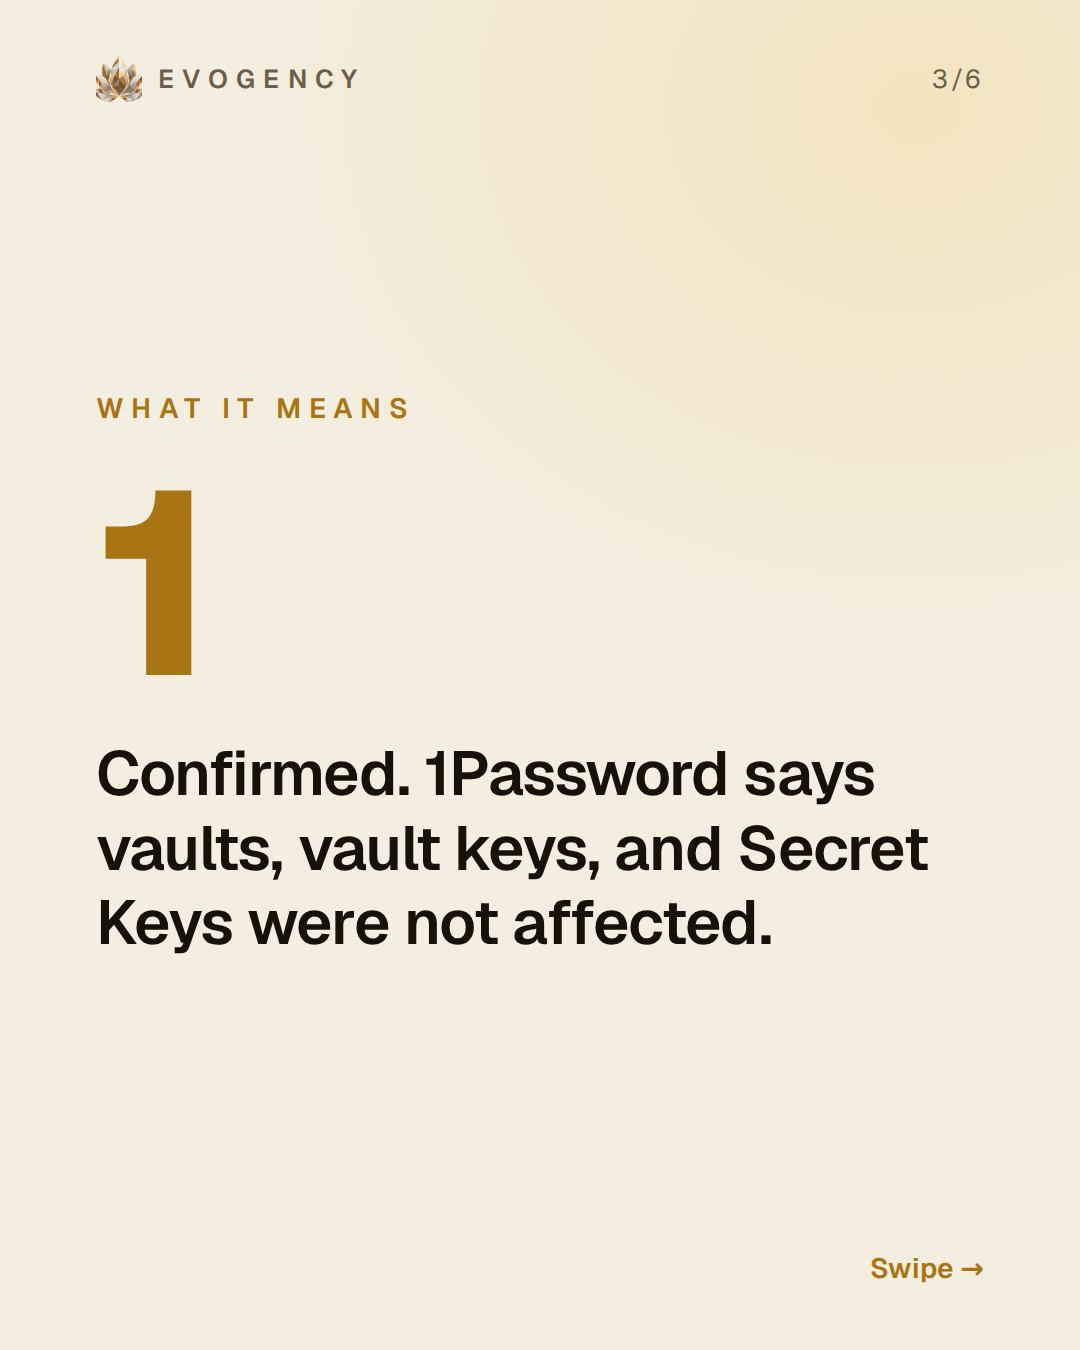 EVOGENCY
3/6
WHAT IT MEANS
1
Confirmed. 1Password says
vaults, vault keys, and Secret
Keys were not affected.
Swipe →